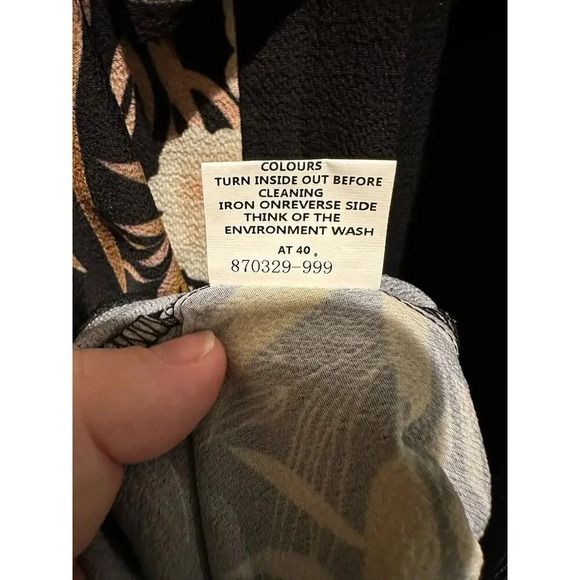 COLOURS
TURN INSIDE OUT BEFORE
CLEANING
IRON ONREVERSE SIDE
THINK OF THE
ENVIRONMENT WASH
AT 40 。
870329-999